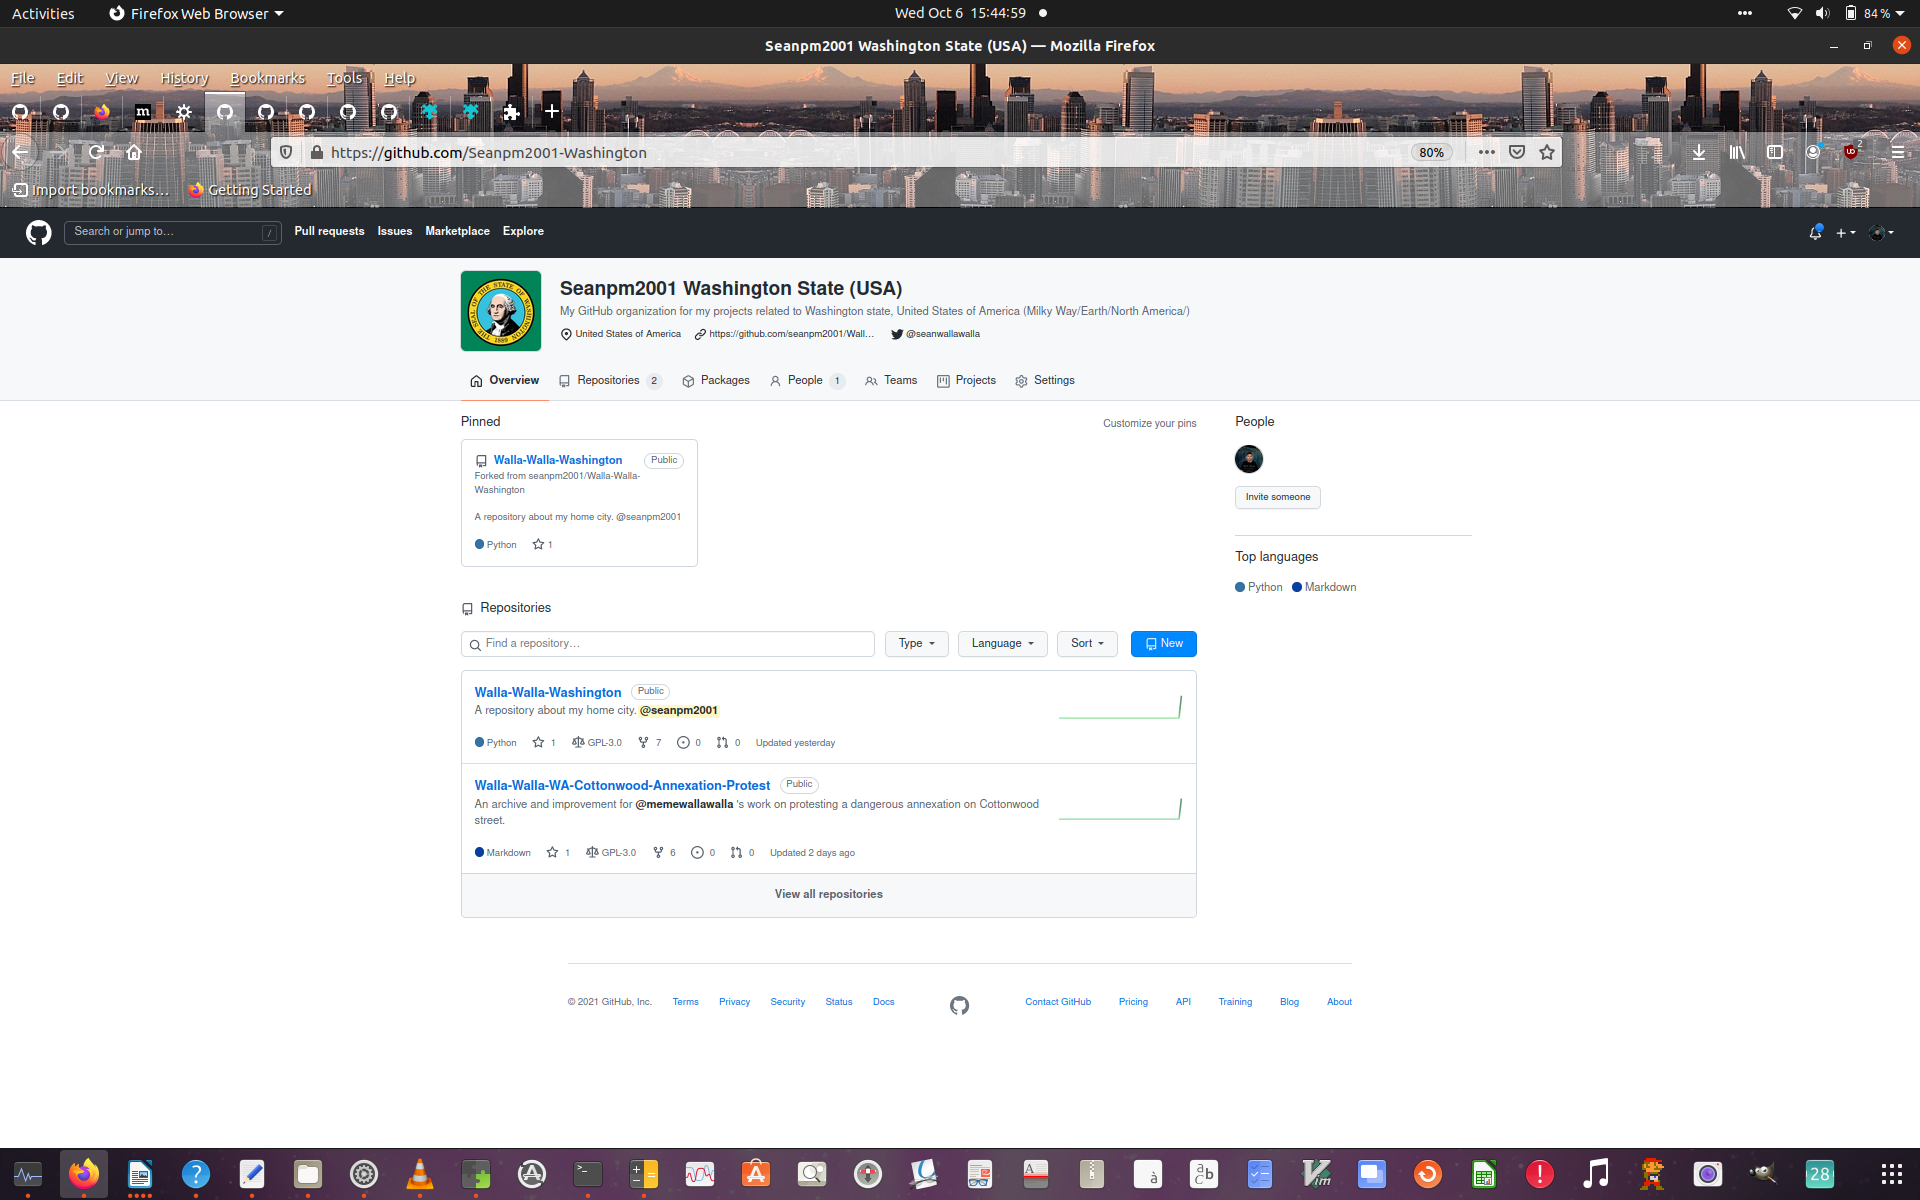 Activities Firefox Web Browser Wed Oct 6 15:44:59 84 %
Seanpm2001 Washington State (USA) — Mozilla Firefox
File Edit View History Bookmarks Tools Help
m
https://github.com/Seanpm2001-Washington 80% 2
Import bookmarks... Getting Started
Search or jump to... / Pull requests Issues Marketplace Explore
Seanpm2001 Washington State (USA)
My GitHub organization for my projects related to Washington state, United States of America (Milky Way/Earth/North America/)
United States of America https://github.com/seanpm2001/Wall... @seanwallawalla
Overview Repositories 2 Packages People 1 Teams Projects Settings
Pinned Customize your pins People
Walla-Walla-Washington Public
Forked from seanpm2001/Walla-Walla-
Washington
Invite someone
A repository about my home city. @seanpm2001
Python 1
Top languages
Python Markdown
Repositories
Find a repository... Type Language Sort New
Walla-Walla-Washington Public
A repository about my home city. @seanpm2001
Python 1 GPL-3.0 7 0 0 Updated yesterday
Walla-Walla-WA-Cottonwood-Annexation-Protest Public
An archive and improvement for @memewallawalla 's work on protesting a dangerous annexation on Cottonwood
street.
Markdown 1 GPL-3.0 6 0 0 Updated 2 days ago
View all repositories
© 2021 GitHub, Inc. Terms Privacy Security Status Docs Contact GitHub Pricing API Training Blog About
28